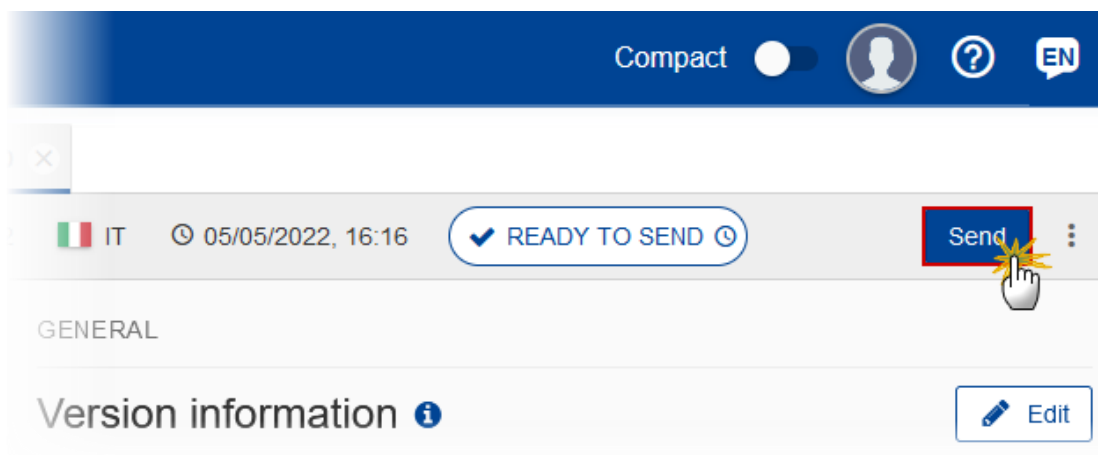 Compact EN
IT 05/05/2022, 16:16 READY TO SEND Send
GENERAL
Version information
Edit